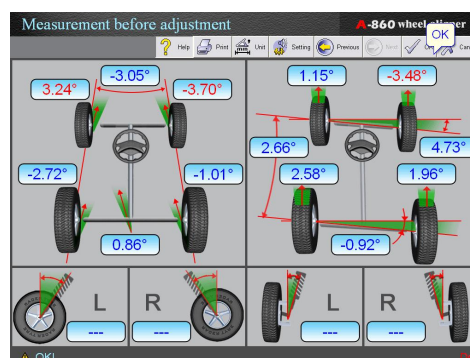 Measurement before adjustment
A-860 wheel aligner
OK
Help
Print
Unit
Setting
Previous
Next
-3.05°
3.24°
-3.70°
-2.72°
-1.01°
0.86°
1.15°
-3.48°
2.66°
4.73°
2.58°
1.96°
-0.92°
L
R
L
R
---
---
---
---
mm
OK!